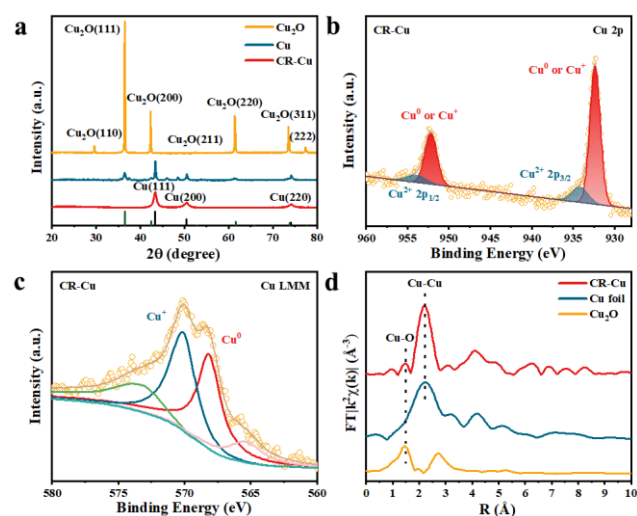 a
Cu₂O(111)
Cu₂O
Cu
CR-Cu
Cu₂O(200)
Cu₂O(220)
Cu₂O(311)
Cu₂O(110)
Cu₂O(211)
(222)
Cu(111)
Cu(200)
Cu(220)
Intensity (a.u.)
20 30 40 50 60 70 80
2θ (degree)
b
CR-Cu
Cu 2p
Cu⁰ or Cu⁺
Cu⁰ or Cu⁺
Cu²⁺ 2p₃/₂
Cu²⁺ 2p₁/₂
Intensity (a.u.)
960 955 950 945 940 935 930
Binding Energy (eV)
c
CR-Cu
Cu LMM
Cu⁺
Cu⁰
Intensity (a.u.)
580 575 570 565 560
Binding Energy (eV)
d
Cu-Cu
CR-Cu
Cu foil
Cu₂O
Cu-O
FT|k²χ(k)| (Å⁻³)
0 1 2 3 4 5 6 7 8 9 10
R (Å)